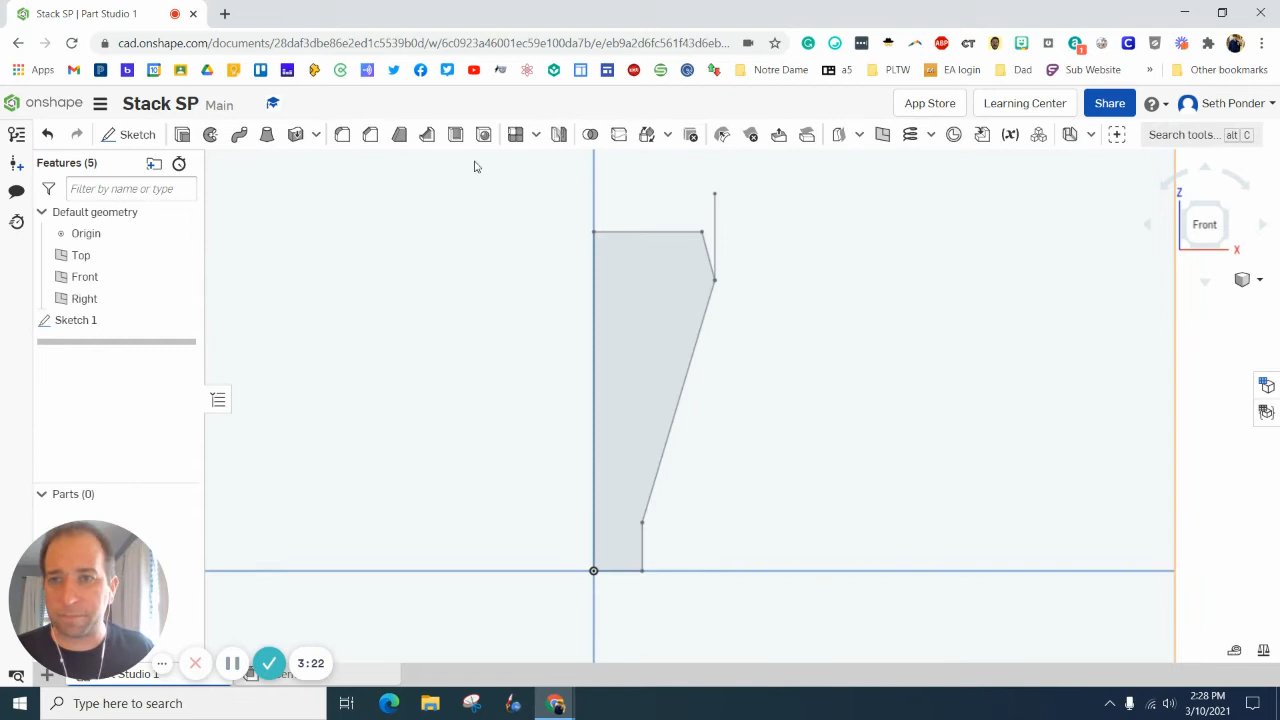 Stack SP | Part Studio 1
cad.onshape.com/documents/28daf3db
Apps
Notre Dame
a5
PLTW
EA login
Dad
Sub Website
»
Other bookmarks
onshape
Stack SP
Main
App Store
Learning Center
Share
Seth Ponder
Sketch
Search tools...
alt C
Features (5)
Filter by name or type
Default geometry
Origin
Top
Front
Right
Sketch 1
Parts (0)
Z
Front
X
3:22
Type here to search
2:28 PM
3/10/2021